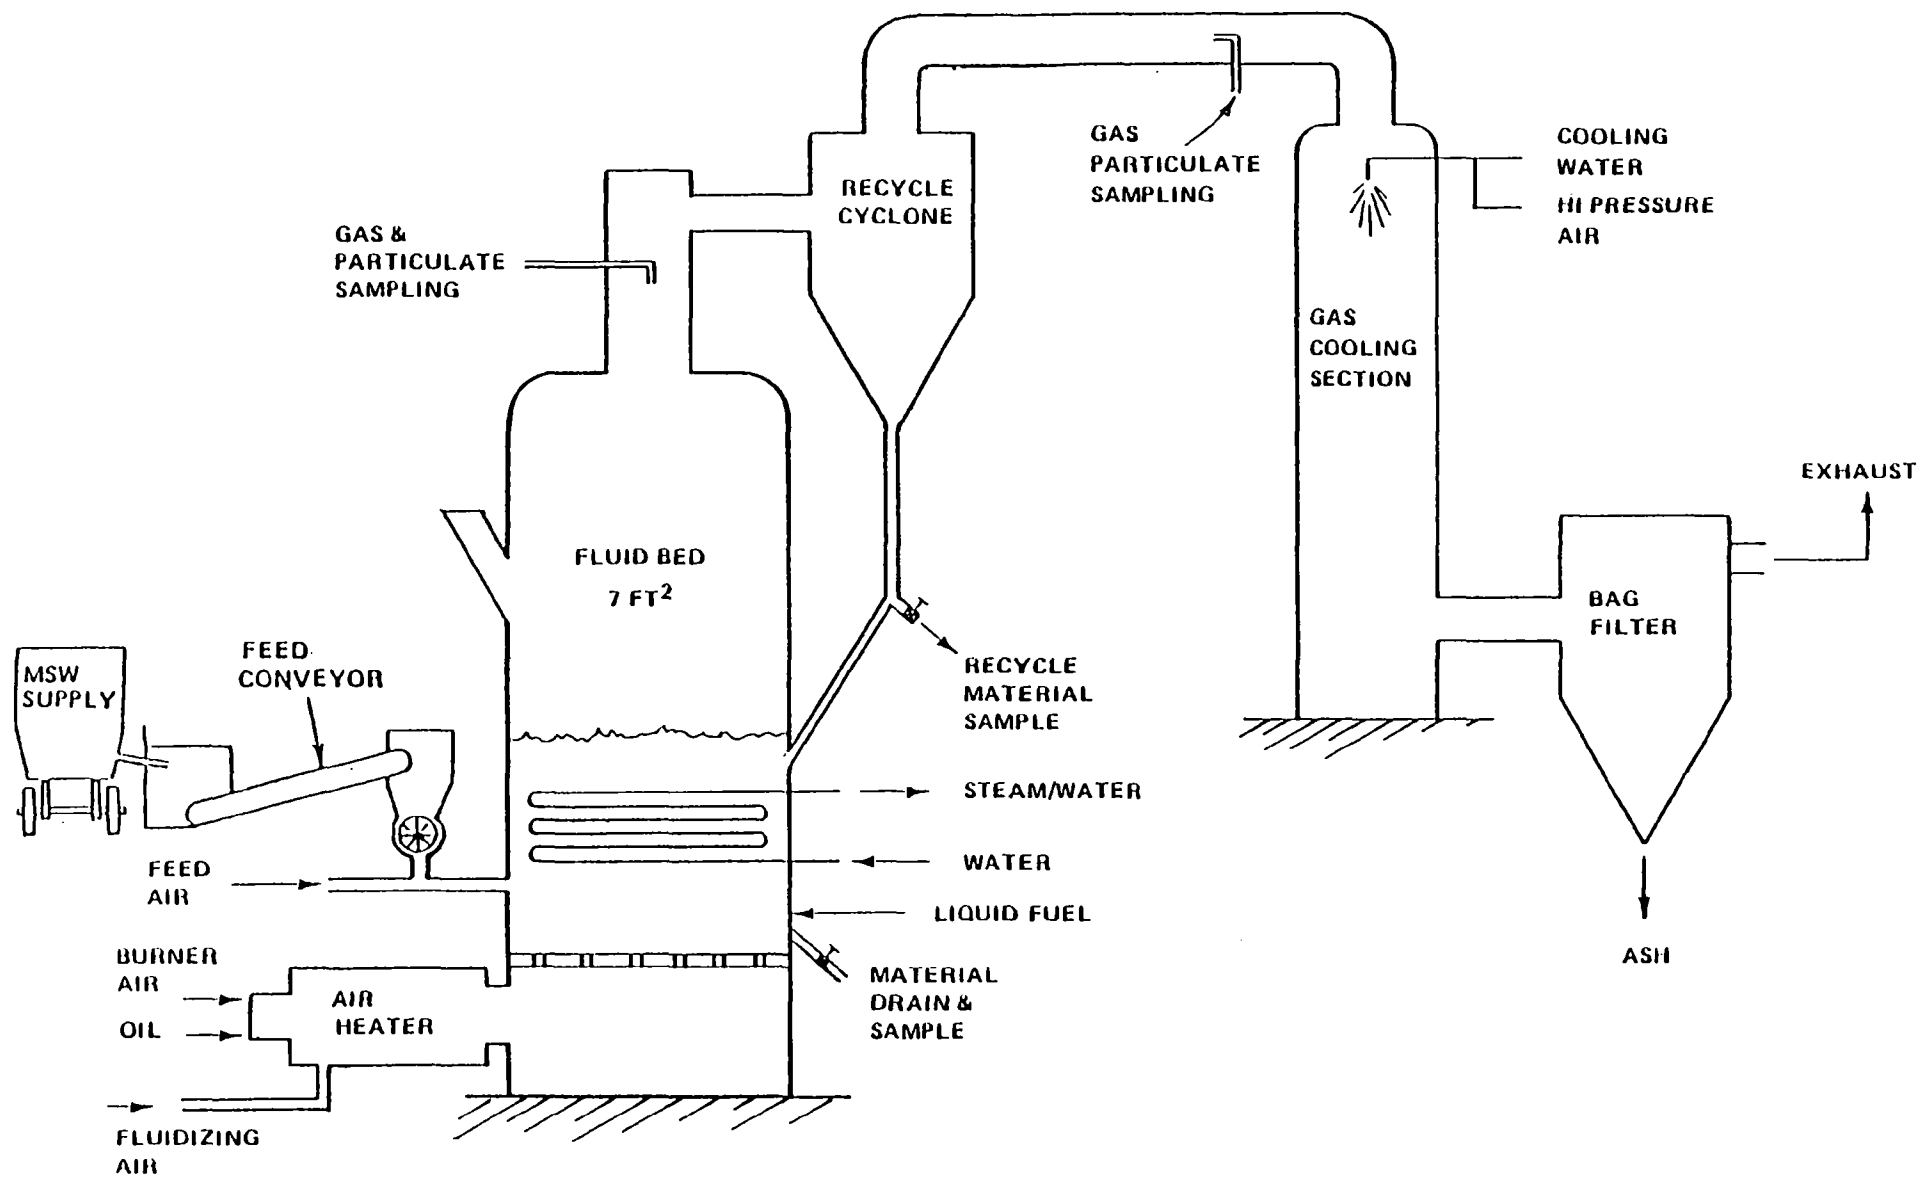 GAS
PARTICULATE
SAMPLING
COOLING
WATER
HI PRESSURE
AIR
RECYCLE
CYCLONE
GAS &
PARTICULATE
SAMPLING
GAS
COOLING
SECTION
EXHAUST
FLUID BED
7 FT²
BAG
FILTER
FEED
CONVEYOR
MSW
SUPPLY
RECYCLE
MATERIAL
SAMPLE
STEAM/WATER
WATER
FEED
AIR
LIQUID FUEL
BURNER
AIR
OIL
AIR
HEATER
MATERIAL
DRAIN &
SAMPLE
ASH
FLUIDIZING
AIR